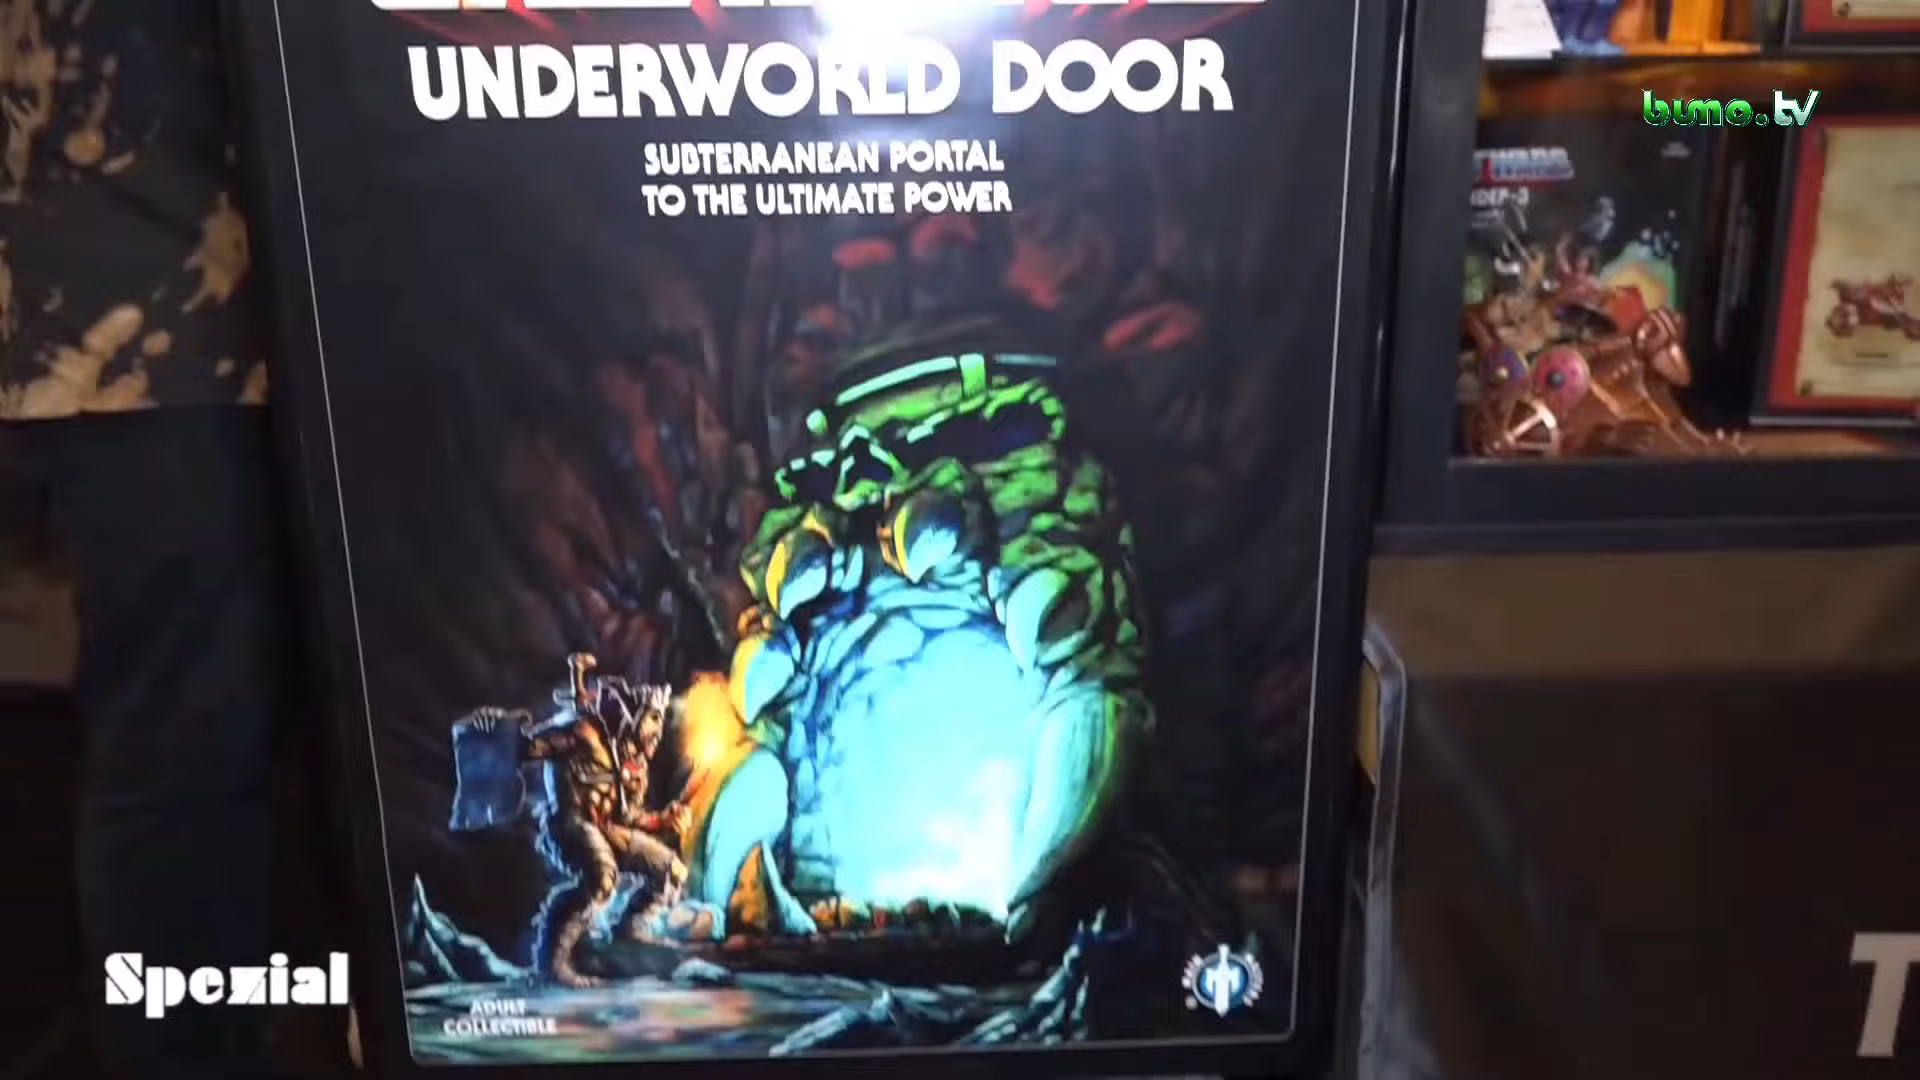 UNDERWORLD DOOR
SUBTERRANEAN PORTAL
TO THE ULTIMATE POWER
bumo.tv
Spezial
ADULT
COLLECTIBLE